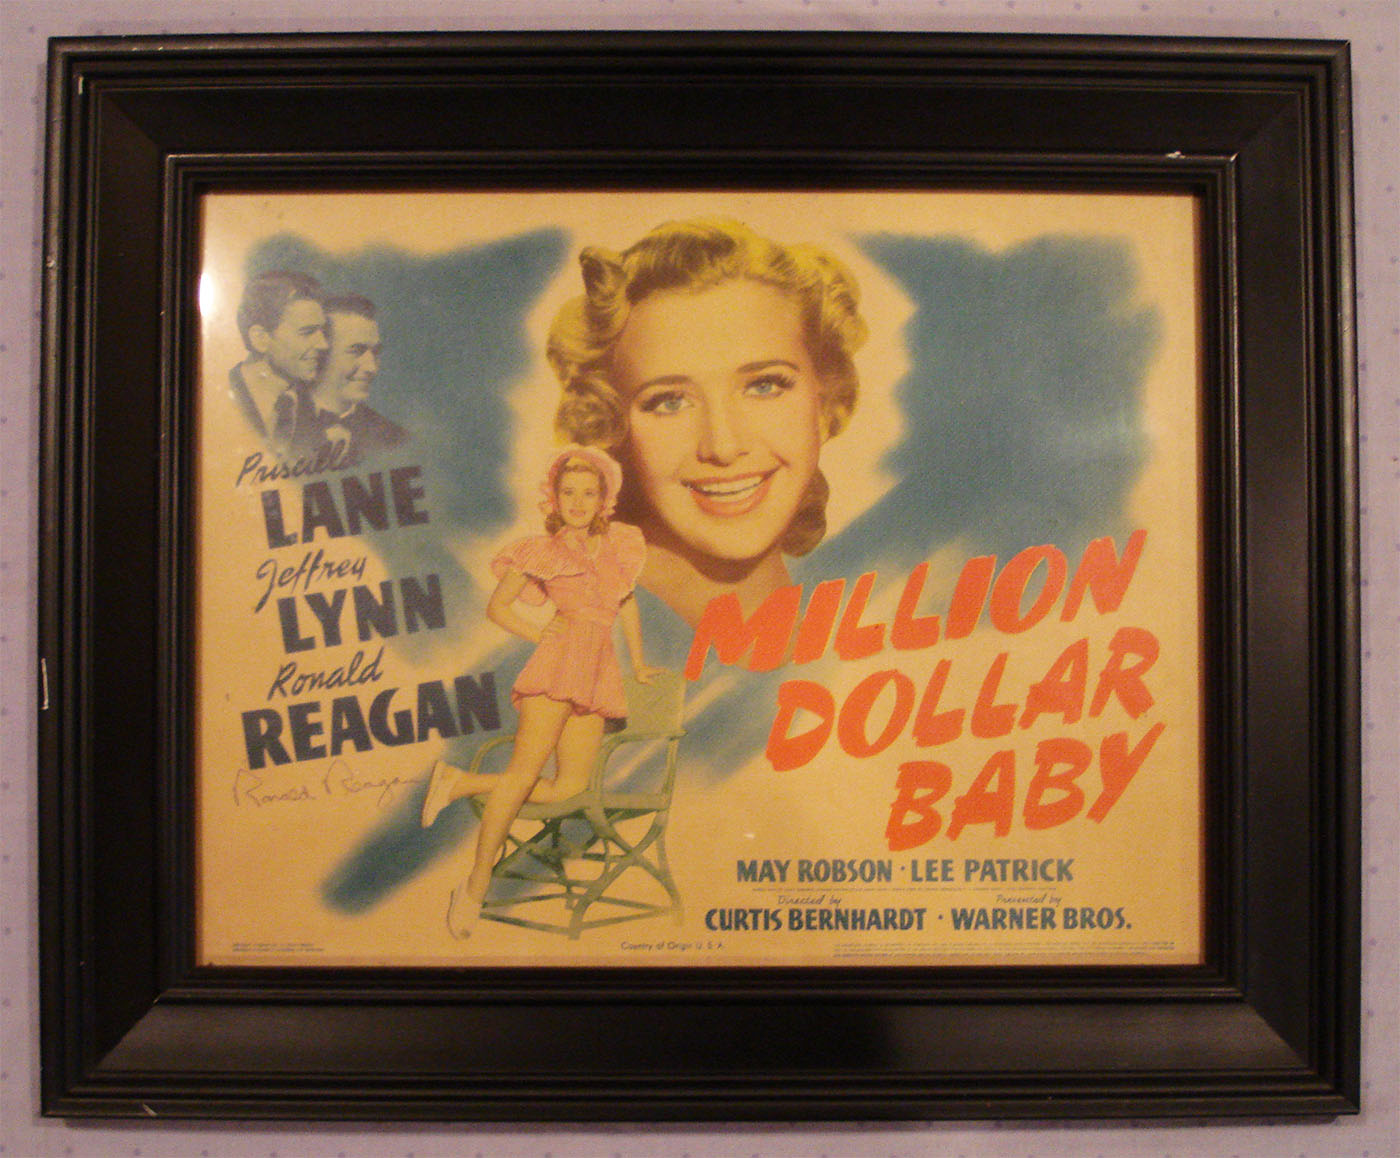 Priscilla
LANE
Jeffrey
LYNN
Ronald
REAGAN
Ronald Reagan
MILLION
DOLLAR
BABY
MAY ROBSON · LEE PATRICK
Directed by Presented by
CURTIS BERNHARDT · WARNER BROS.
Country of Origin U. S. A.